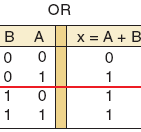 OR
B A x = A + B
0 0 0
0 1 1
1 0 1
1 1 1